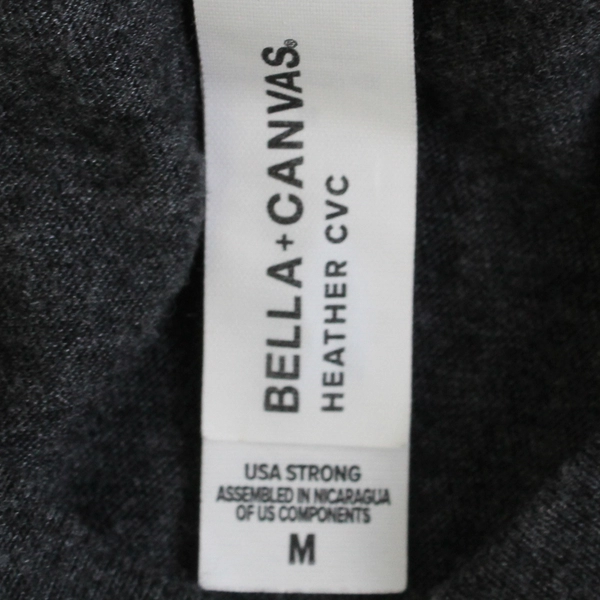 BELLA+CANVAS®
HEATHER CVC
USA STRONG
ASSEMBLED IN NICARAGUA
OF US COMPONENTS
M